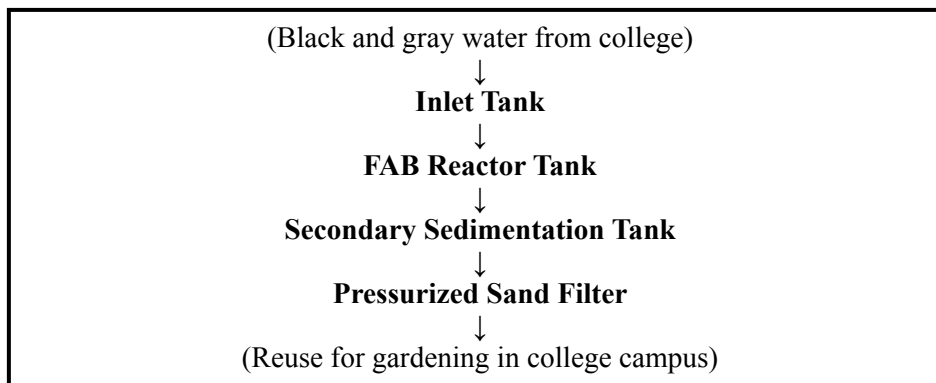 (Black and gray water from college)
↓
Inlet Tank
↓
FAB Reactor Tank
↓
Secondary Sedimentation Tank
↓
Pressurized Sand Filter
↓
(Reuse for gardening in college campus)